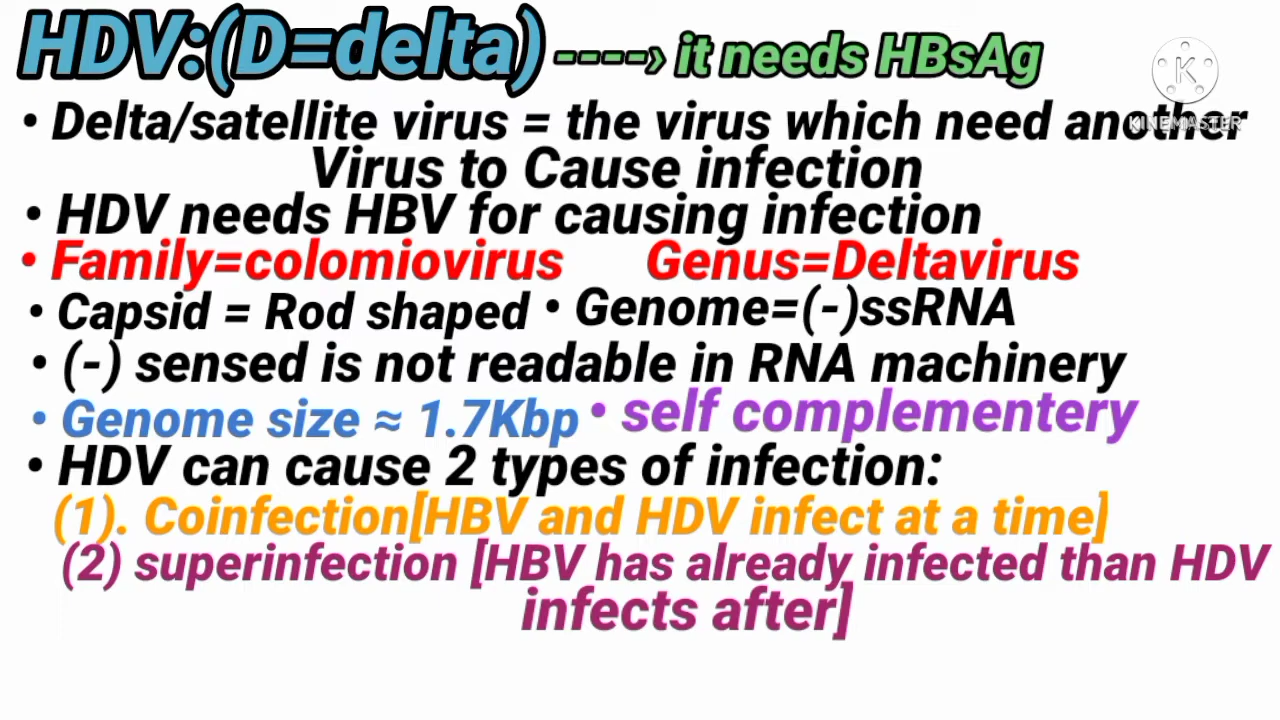 HDV:(D=delta) ----› it needs HBsAg
K
KINEMASTER
• Delta/satellite virus = the virus which need another
Virus to Cause infection
• HDV needs HBV for causing infection
• Family=colomiovirus Genus=Deltavirus
• Capsid = Rod shaped • Genome=(-)ssRNA
• (-) sensed is not readable in RNA machinery
• Genome size ≈ 1.7Kbp • self complementery
• HDV can cause 2 types of infection:
(1). Coinfection[HBV and HDV infect at a time]
(2) superinfection [HBV has already infected than HDV
infects after]